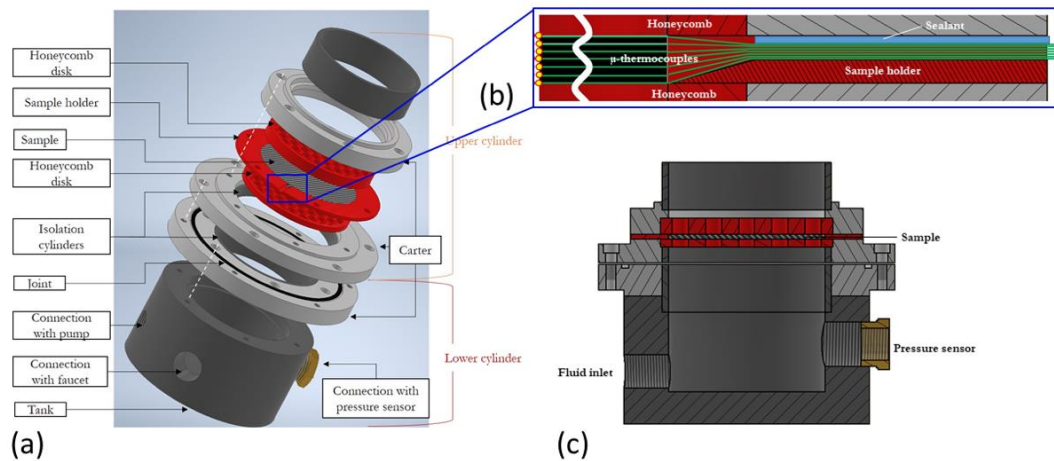 Honeycomb
disk
Sample holder
Sample
Honeycomb
disk
Isolation
cylinders
Joint
Connection
with pump
Connection
with faucet
Tank
Upper cylinder
Carter
Lower cylinder
Connection with
pressure sensor
(a)
Honeycomb
Sealant
μ-thermocouples
Sample holder
Honeycomb
(b)
Sample
Pressure sensor
Fluid inlet
(c)